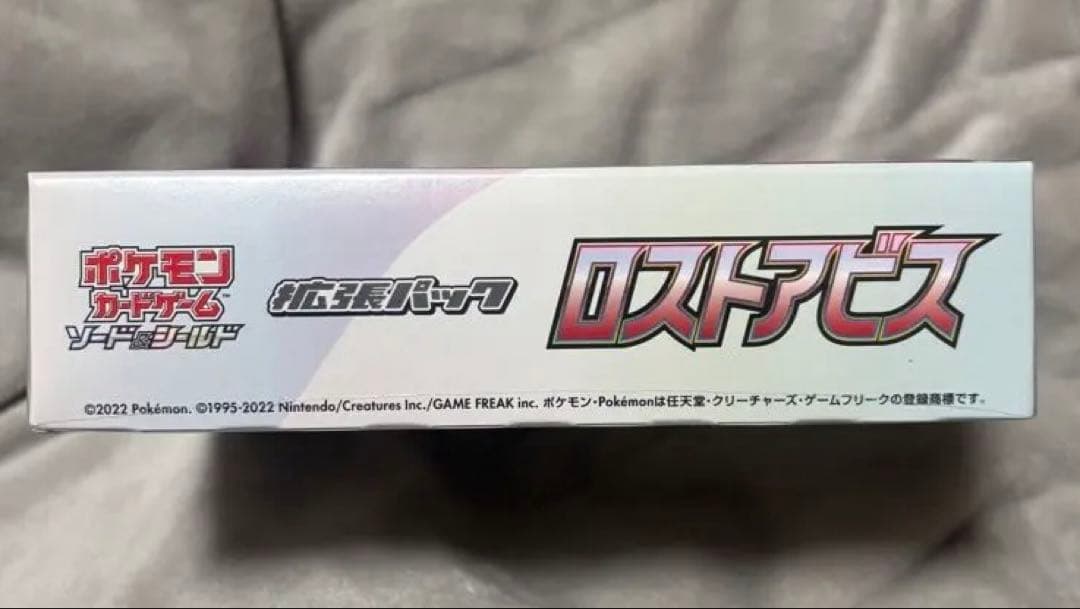 ポケモン
カードゲーム™
ソード&シールド
拡張パック
ロストアビス
©2022 Pokémon. ©1995-2022 Nintendo/Creatures Inc./GAME FREAK inc. ポケモン・Pokémonは任天堂・クリーチャーズ・ゲームフリークの登録商標です。